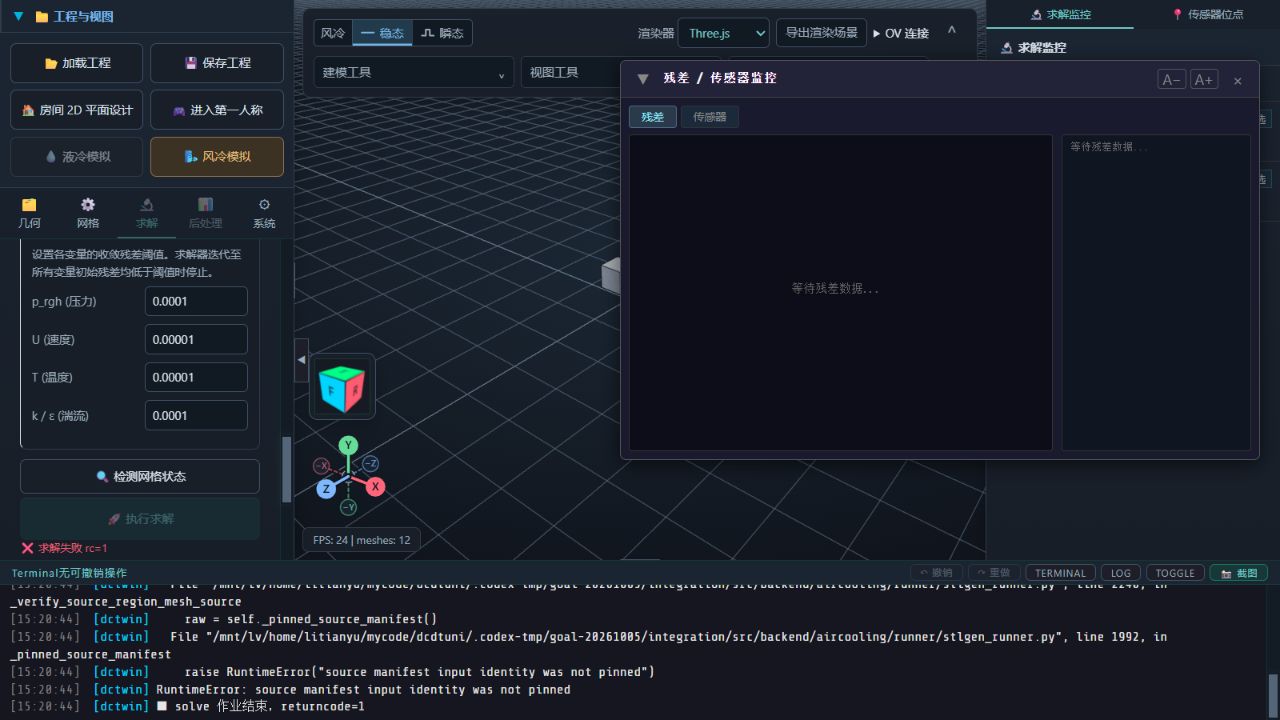 ▼ 工程与视图
加载工程
保存工程
房间 2D 平面设计
进入第一人称
液冷模拟
风冷模拟
几何
网格
求解
后处理
系统
设置各变量的收敛残差阈值。求解器迭代至
所有变量初始残差均低于阈值时停止。
p_rgh (压力) 0.0001
U (速度) 0.00001
T (温度) 0.00001
k / ε (湍流) 0.0001
检测网格状态
执行求解
求解失败 rc=1
风冷
稳态
瞬态
渲染器
Three.js
导出渲染场景
OV 连接
建模工具
视图工具
求解监控
传感器位点
求解监控
残差 / 传感器监控
A−
A+
×
残差
传感器
等待残差数据...
等待残差数据...
F
R
Y
-X
-Z
Z
X
-Y
FPS: 24 | meshes: 12
Terminal无可撤销操作
撤销
重做
TERMINAL
LOG
TOGGLE
截图
_verify_source_region_mesh_source
[15:20:44] [dctwin] raw = self._pinned_source_manifest()
[15:20:44] [dctwin] File "/mnt/lv/home/litianyu/mycode/dcdtuni/.codex-tmp/goal-20261005/integration/src/backend/aircooling/runner/stlgen_runner.py", line 1992, in
_pinned_source_manifest
[15:20:44] [dctwin] raise RuntimeError("source manifest input identity was not pinned")
[15:20:44] [dctwin] RuntimeError: source manifest input identity was not pinned
[15:20:44] [dctwin] solve 作业结束, returncode=1